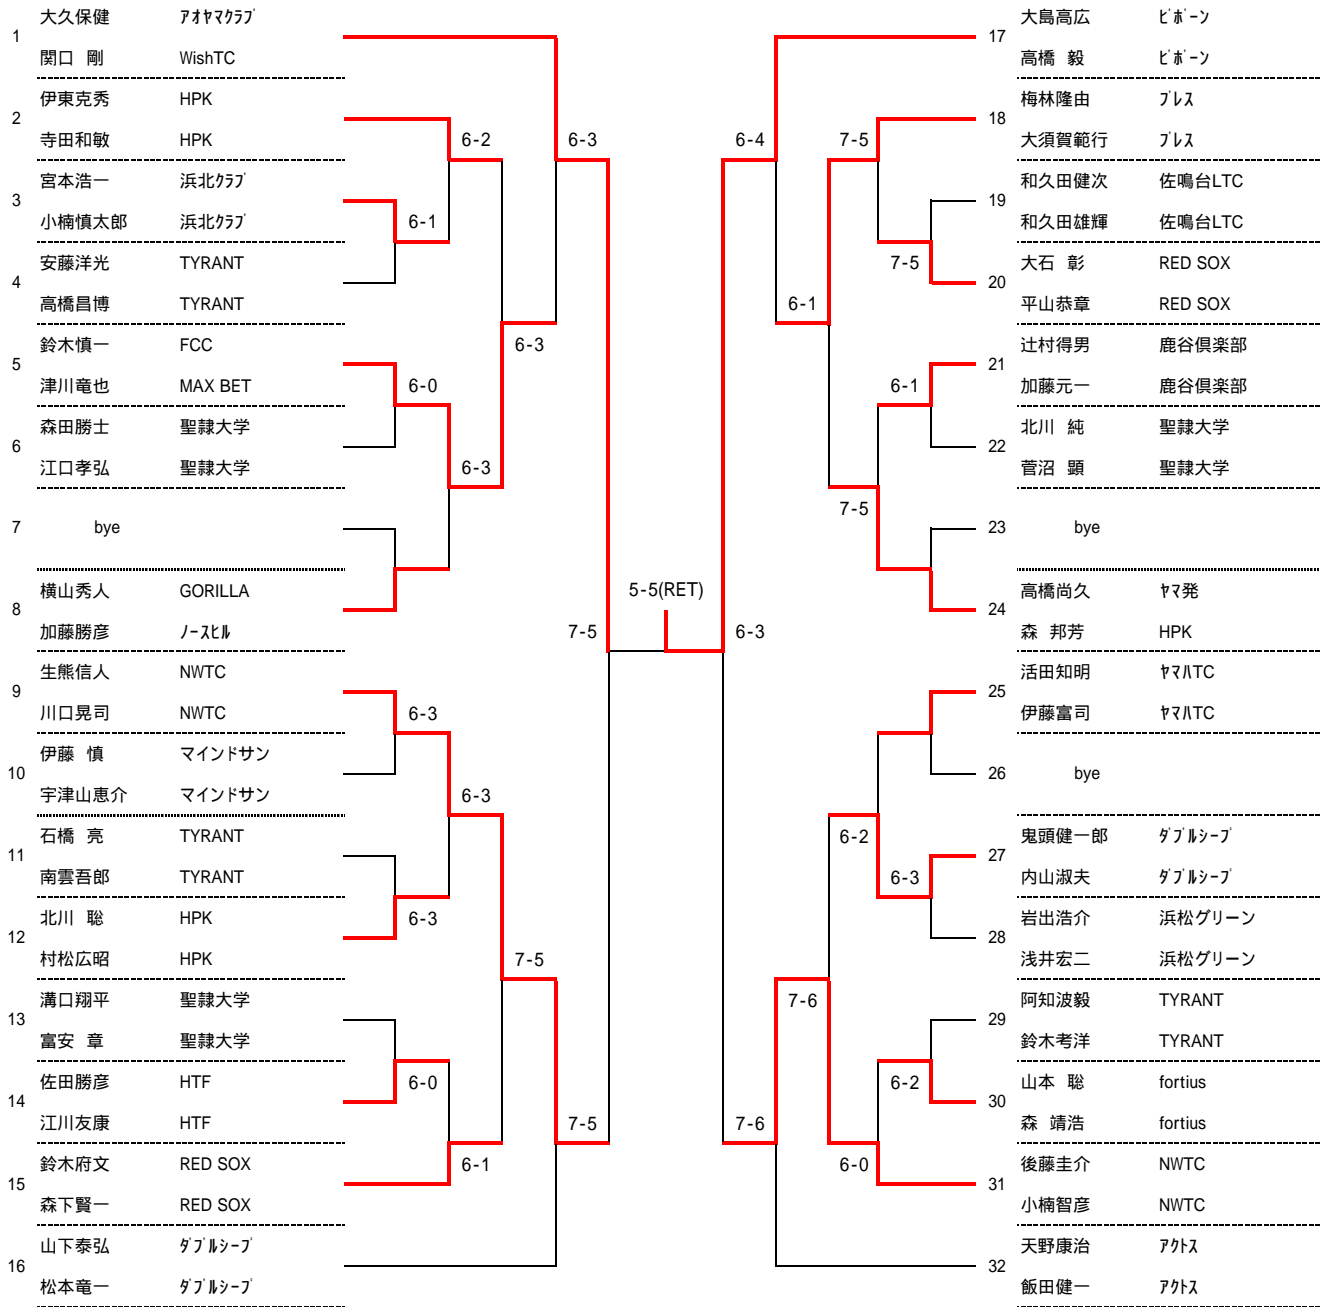 大久保健 ｱｵﾔﾏｸﾗﾌﾞ
1
関口 剛 WishTC
伊東克秀 HPK
2
寺田和敏 HPK
6-2
6-3
宮本浩一 浜北ｸﾗﾌﾞ
3
小楠慎太郎 浜北ｸﾗﾌﾞ
6-1
安藤洋光 TYRANT
4
高橋昌博 TYRANT
鈴木慎一 FCC
6-3
5
津川竜也 MAX BET
6-0
森田勝士 聖隷大学
6
江口孝弘 聖隷大学
6-3
7 bye
横山秀人 GORILLA
8
加藤勝彦 ﾉｰｽﾋﾙ
7-5
生熊信人 NWTC
9
川口晃司 NWTC
6-3
伊藤 慎 マインドサン
10
宇津山恵介 マインドサン
6-3
石橋 亮 TYRANT
11
南雲吾郎 TYRANT
北川 聡 HPK
6-3
12
村松広昭 HPK
7-5
溝口翔平 聖隷大学
13
富安 章 聖隷大学
佐田勝彦 HTF
6-0
14
江川友康 HTF
7-5
鈴木府文 RED SOX
6-1
15
森下賢一 RED SOX
山下泰弘 ﾀﾞﾌﾞﾙｼｰﾌﾟ
16
松本竜一 ﾀﾞﾌﾞﾙｼｰﾌﾟ
5-5(RET)
大島高広 ﾋﾟﾎﾞｰﾝ
17
高橋 毅 ﾋﾟﾎﾞｰﾝ
梅林隆由 ﾌﾞﾚｽ
18
大須賀範行 ﾌﾞﾚｽ
6-4
7-5
和久田健次 佐鳴台LTC
19
和久田雄輝 佐鳴台LTC
大石 彰 RED SOX
7-5
20
平山恭章 RED SOX
6-1
辻村得男 鹿谷倶楽部
21
加藤元一 鹿谷倶楽部
6-1
北川 純 聖隷大学
22
菅沼 顕 聖隷大学
7-5
23 bye
高橋尚久 ヤマ発
24
森 邦芳 HPK
6-3
活田知明 ﾔﾏﾊTC
25
伊藤富司 ﾔﾏﾊTC
26 bye
鬼頭健一郎 ﾀﾞﾌﾞﾙｼｰﾌﾟ
6-2
27
内山淑夫 ﾀﾞﾌﾞﾙｼｰﾌﾟ
6-3
岩出浩介 浜松グリーン
28
浅井宏二 浜松グリーン
阿知波毅 TYRANT
7-6
29
鈴木考洋 TYRANT
山本 聡 fortius
6-2
30
森 靖浩 fortius
7-6
後藤圭介 NWTC
6-0
31
小楠智彦 NWTC
天野康治 ｱｸﾄｽ
32
飯田健一 ｱｸﾄｽ